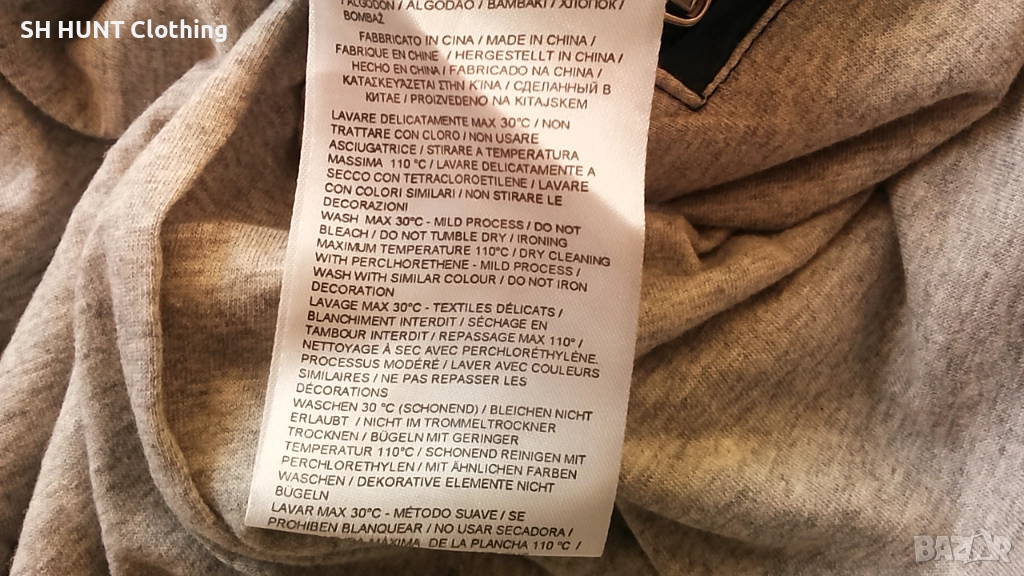 SH HUNT Clothing
ALGODON / ALGODÃO / BAMBAKI / ХЛОПОК /
BOMBAŽ
FABBRICATO IN CINA / MADE IN CHINA /
FABRIQUE EN CHINE / HERGESTELLT IN CHINA /
HECHO EN CHINA / FABRICADO NA CHINA /
ΚΑΤΑΣΚΕΥΑΖΕΤΑΙ ΣΤΗΝ ΚΙΝΑ / СДЕЛАННЫЙ В
КИТАЕ / PROIZVEDENO NA KITAJSKEM
LAVARE DELICATAMENTE MAX 30°C / NON
TRATTARE CON CLORO / NON USARE
ASCIUGATRICE / STIRARE A TEMPERATURA
MASSIMA 110 °C / LAVARE DELICATAMENTE A
SECCO CON TETRACLOROETILENE / LAVARE
CON COLORI SIMILARI / NON STIRARE LE
DECORAZIONI
WASH MAX 30°C - MILD PROCESS / DO NOT
BLEACH / DO NOT TUMBLE DRY / IRONING
MAXIMUM TEMPERATURE 110°C / DRY CLEANING
WITH PERCHLORETHENE - MILD PROCESS /
WASH WITH SIMILAR COLOUR / DO NOT IRON
DECORATION
LAVAGE MAX 30°C - TEXTILES DÉLICATS /
BLANCHIMENT INTERDIT / SÉCHAGE EN
TAMBOUR INTERDIT / REPASSAGE MAX 110° /
NETTOYAGE À SEC AVEC PERCHLORÉTHYLÉNE.
PROCESSUS MODÉRÉ / LAVER AVEC COULEURS
SIMILAIRES / NE PAS REPASSER LES
DÉCORATIONS
WASCHEN 30 °C (SCHONEND) / BLEICHEN NICHT
ERLAUBT / NICHT IM TROMMELTROCKNER
TROCKNEN / BÜGELN MIT GERINGER
TEMPERATUR 110°C / SCHONEND REINIGEN MIT
PERCHLORETHYLEN / MIT ÄHNLICHEN FARBEN
WASCHEN / DEKORATIVE ELEMENTE NICHT
BÜGELN
LAVAR MAX 30°C - MÉTODO SUAVE / SE
PROHIBEN BLANQUEAR / NO USAR SECADORA /
MÁXIMA DE LA PLANCHA 110 °C /
BAZAR